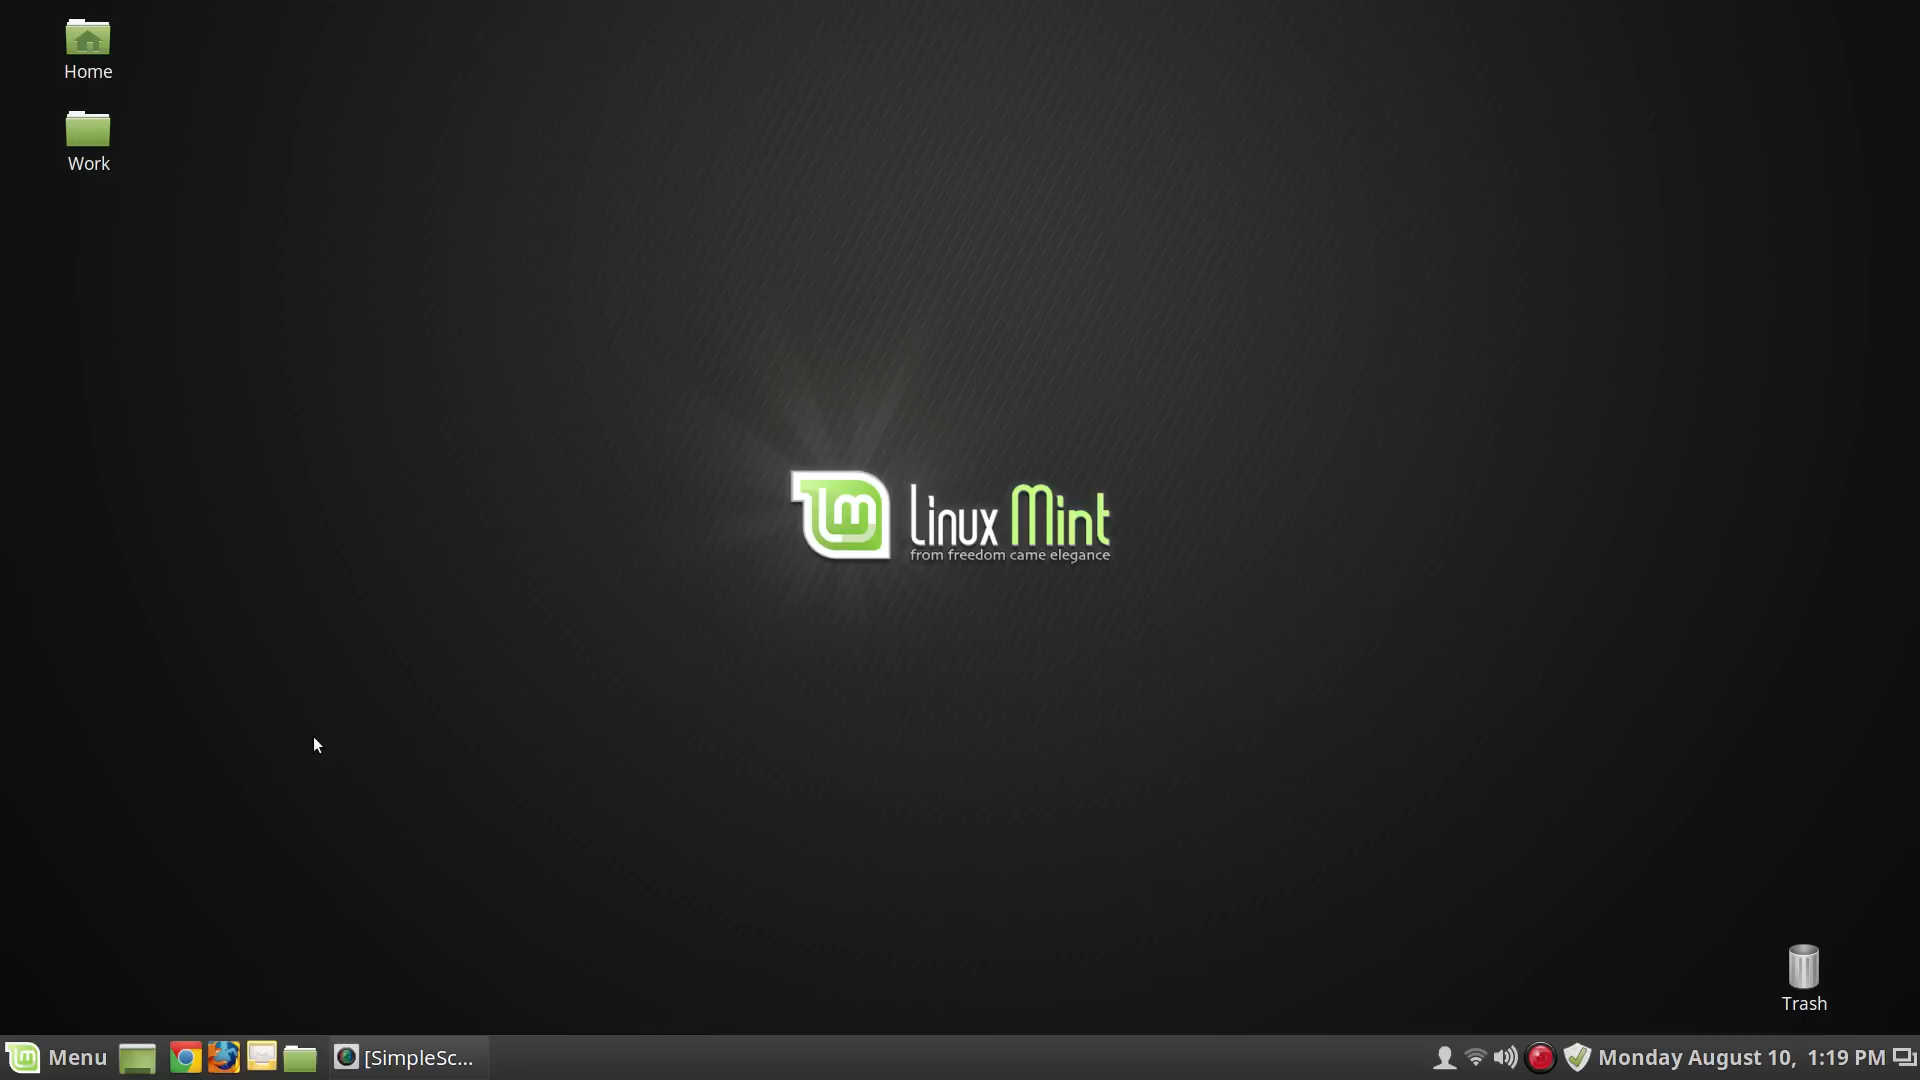 Home
Work
Linux Mint
from freedom came elegance
Trash
Menu
[SimpleSc...
Monday August 10, 1:19 PM